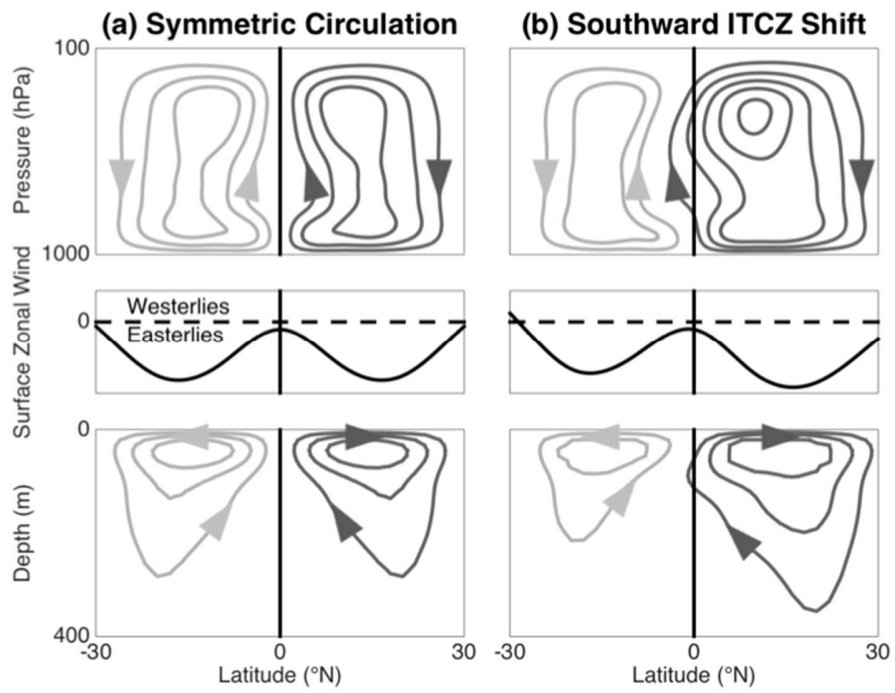 (a) Symmetric Circulation
(b) Southward ITCZ Shift
100
Pressure (hPa)
1000
Surface Zonal Wind
Westerlies
0
Easterlies
0
Depth (m)
400
-30 0 30
Latitude (°N)
-30 0 30
Latitude (°N)